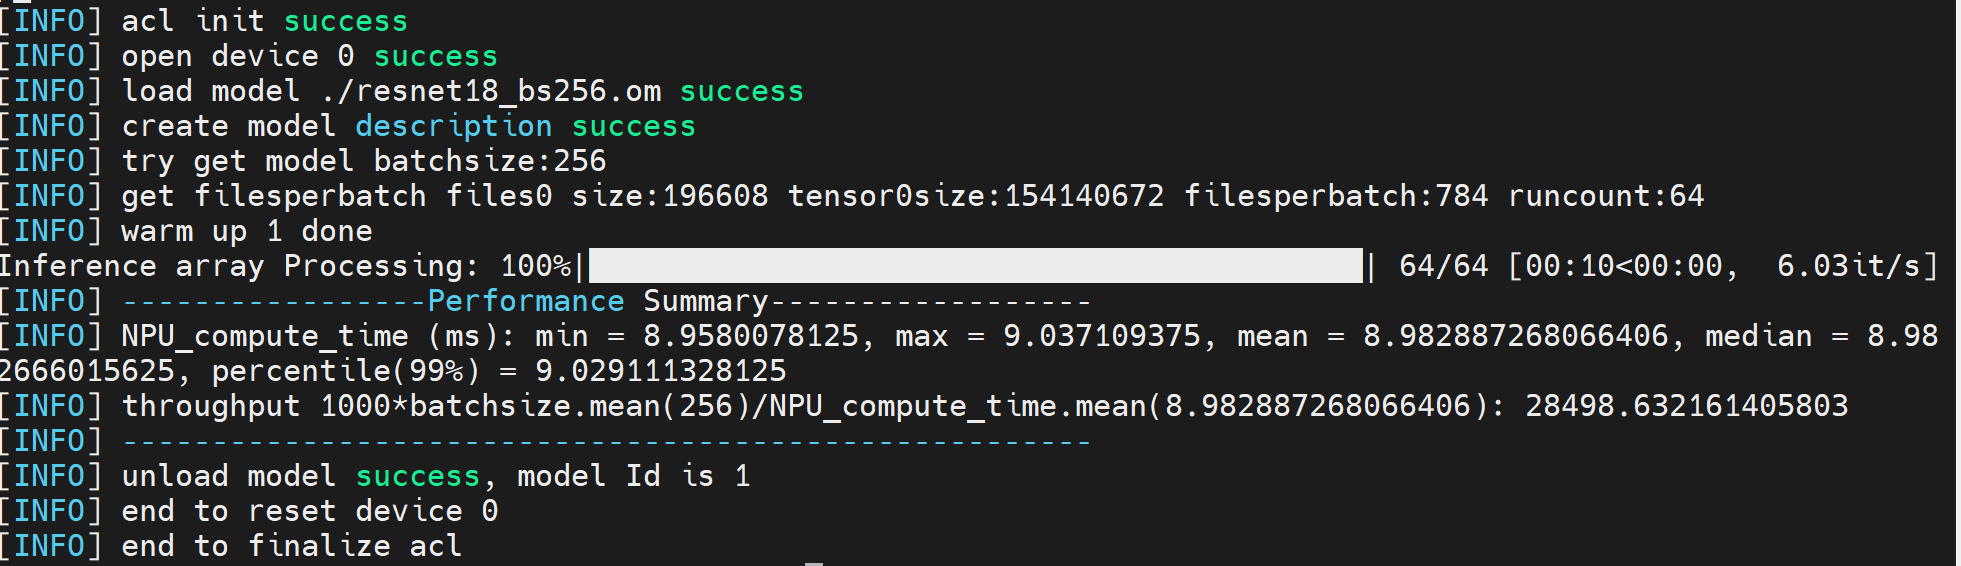 [INFO] acl init success
[INFO] open device 0 success
[INFO] load model ./resnet18_bs256.om success
[INFO] create model description success
[INFO] try get model batchsize:256
[INFO] get filesperbatch files0 size:196608 tensor0size:154140672 filesperbatch:784 runcount:64
[INFO] warm up 1 done
Inference array Processing: 100%|██████████| 64/64 [00:10<00:00,  6.03it/s]
[INFO] -----------------Performance Summary------------------
[INFO] NPU_compute_time (ms): min = 8.9580078125, max = 9.037109375, mean = 8.982887268066406, median = 8.98
2666015625, percentile(99%) = 9.029111328125
[INFO] throughput 1000*batchsize.mean(256)/NPU_compute_time.mean(8.982887268066406): 28498.632161405803
[INFO] ------------------------------------------------------
[INFO] unload model success, model Id is 1
[INFO] end to reset device 0
[INFO] end to finalize acl